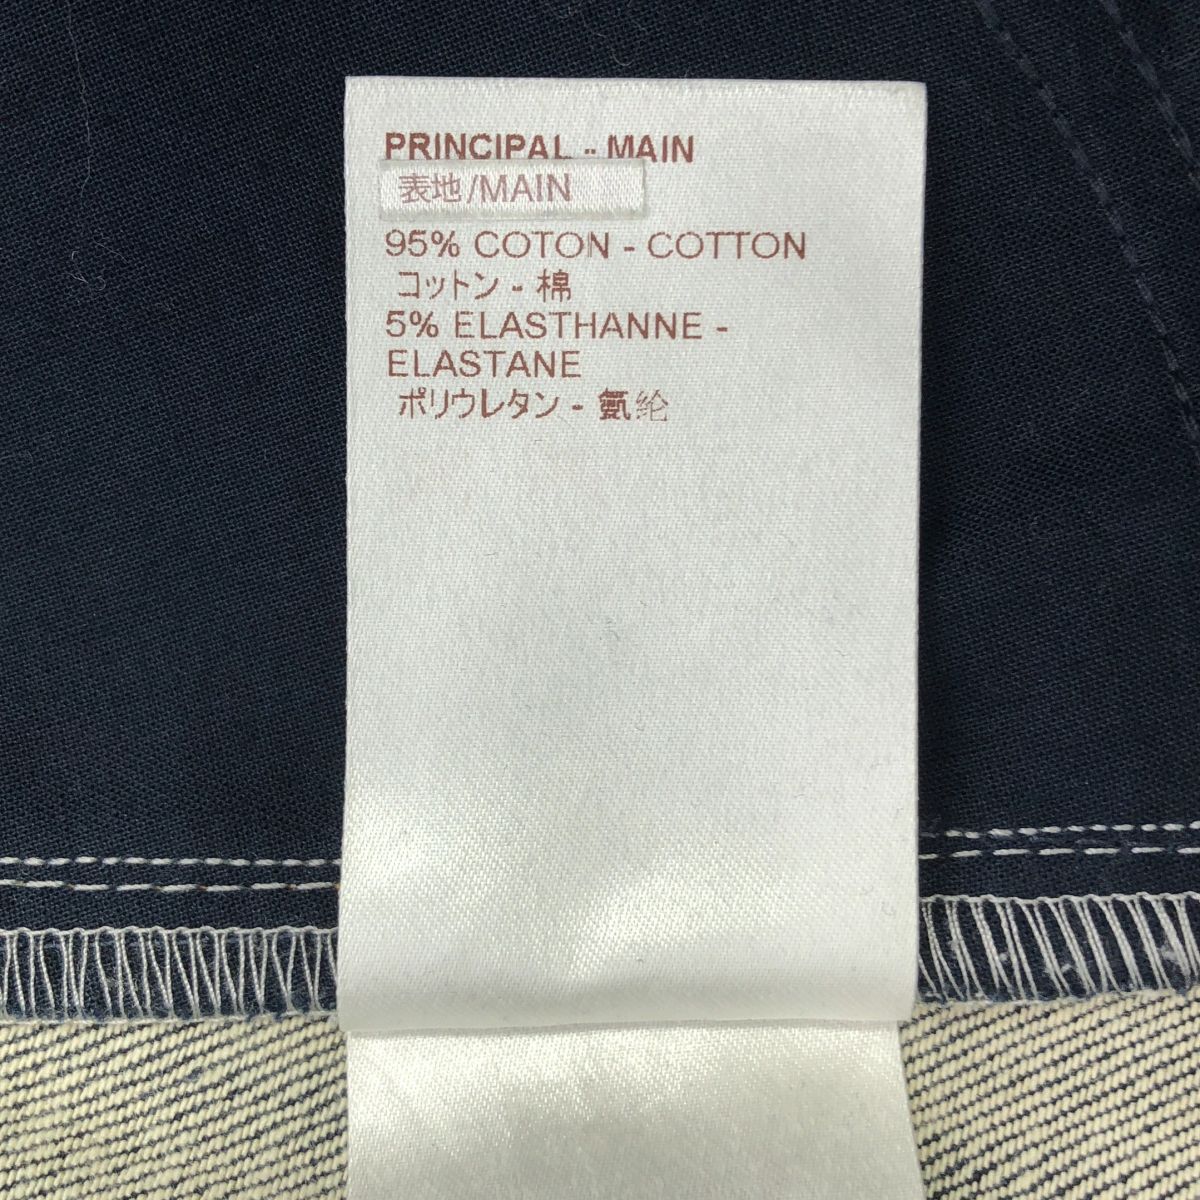 PRINCIPAL - MAIN
表地/MAIN
95% COTON - COTTON
コットン - 棉
5% ELASTHANNE -
ELASTANE
ポリウレタン - 氨纶